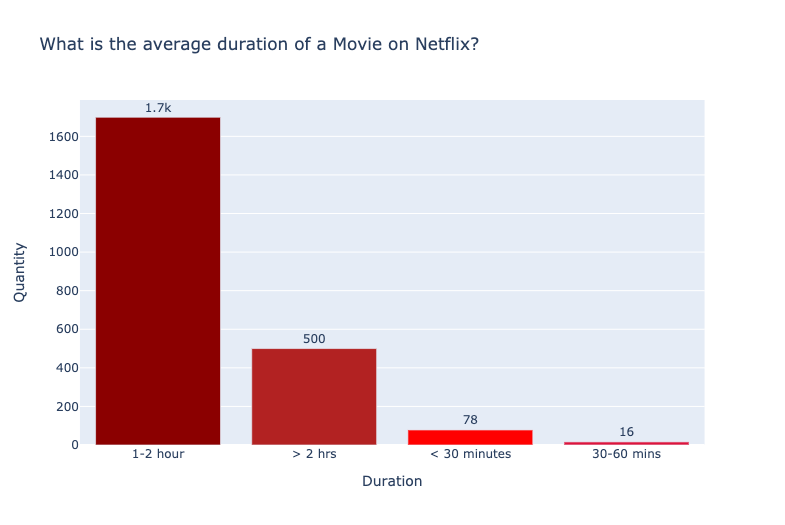 What is the average duration of a Movie on Netflix?
1.7k
1600
1400
1200
1000
800
600
500
400
200
78
16
0
Quantity
1-2 hour
> 2 hrs
< 30 minutes
30-60 mins
Duration